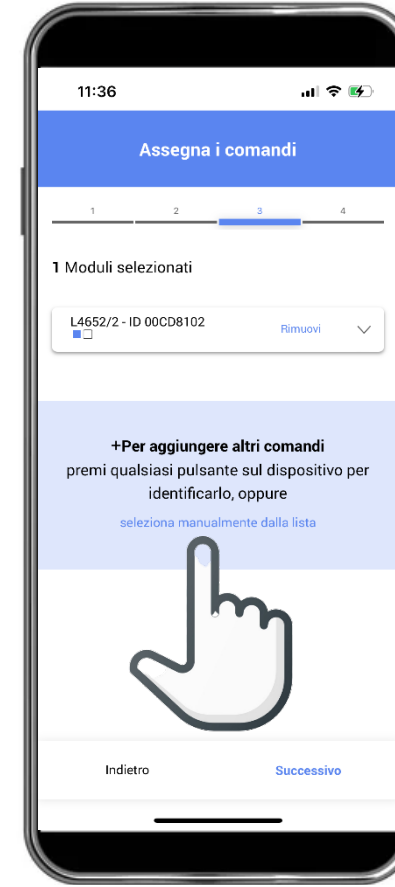 11:36
Assegna i comandi
1 2 3 4
1 Moduli selezionati
L4652/2 - ID 00CD8102
Rimuovi
+Per aggiungere altri comandi
premi qualsiasi pulsante sul dispositivo per
identificarlo, oppure
seleziona manualmente dalla lista
Indietro Successivo